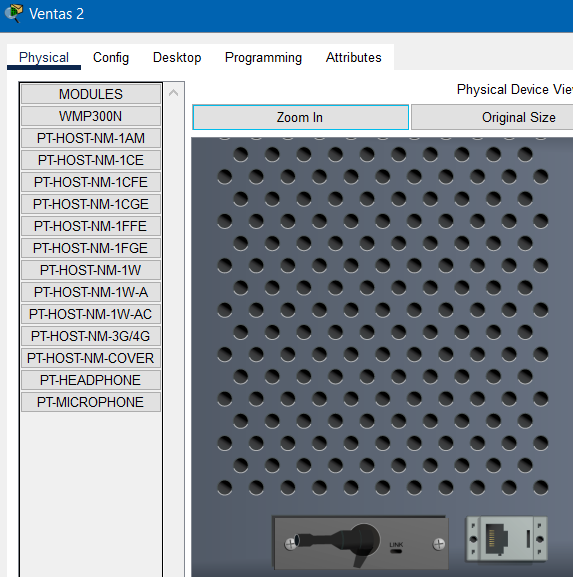 Ventas 2
Physical Config Desktop Programming Attributes
Physical Device Vie
Zoom In Original Size
MODULES
WMP300N
PT-HOST-NM-1AM
PT-HOST-NM-1CE
PT-HOST-NM-1CFE
PT-HOST-NM-1CGE
PT-HOST-NM-1FFE
PT-HOST-NM-1FGE
PT-HOST-NM-1W
PT-HOST-NM-1W-A
PT-HOST-NM-1W-AC
PT-HOST-NM-3G/4G
PT-HOST-NM-COVER
PT-HEADPHONE
PT-MICROPHONE
LINK